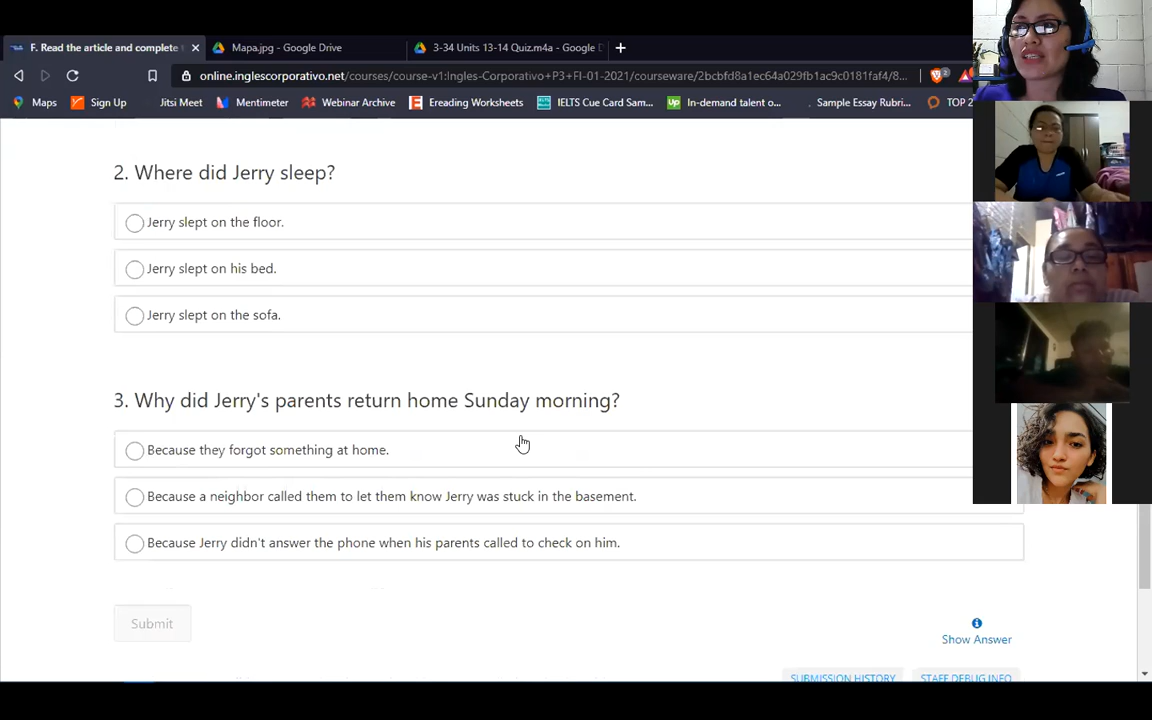 F. Read the article and complete t
Mapa.jpg - Google Drive
3-34 Units 13-14 Quiz.m4a - Google D
online.inglescorporativo.net/courses/course-v1:Ingles-Corporativo+P3+FI-01-2021/courseware/2bcbfd8a1ec64a029fb1ac9c0181faf4/8...
2
Maps
Sign Up
Jitsi Meet
Mentimeter
Webinar Archive
Ereading Worksheets
IELTS Cue Card Sam...
In-demand talent o...
Sample Essay Rubri...
TOP 2
2. Where did Jerry sleep?
Jerry slept on the floor.
Jerry slept on his bed.
Jerry slept on the sofa.
3. Why did Jerry's parents return home Sunday morning?
Because they forgot something at home.
Because a neighbor called them to let them know Jerry was stuck in the basement.
Because Jerry didn't answer the phone when his parents called to check on him.
Submit
Show Answer
SUBMISSION HISTORY
STAFF DEBUG INFO